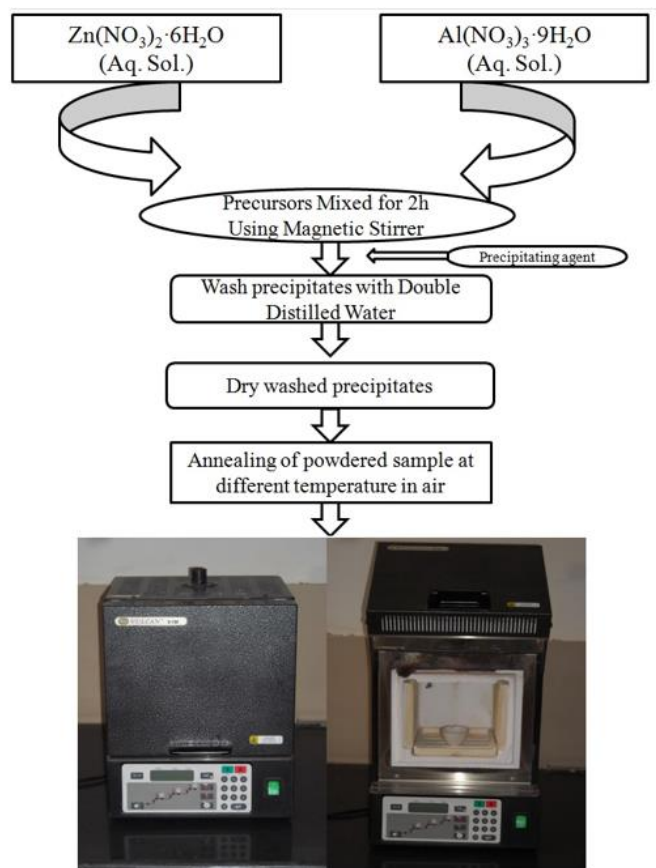 Zn(NO₃)₂·6H₂O
(Aq. Sol.)
Al(NO₃)₃·9H₂O
(Aq. Sol.)
Precursors Mixed for 2h
Using Magnetic Stirrer
Precipitating agent
Wash precipitates with Double
Distilled Water
Dry washed precipitates
Annealing of powdered sample at
different temperature in air
VULCAN